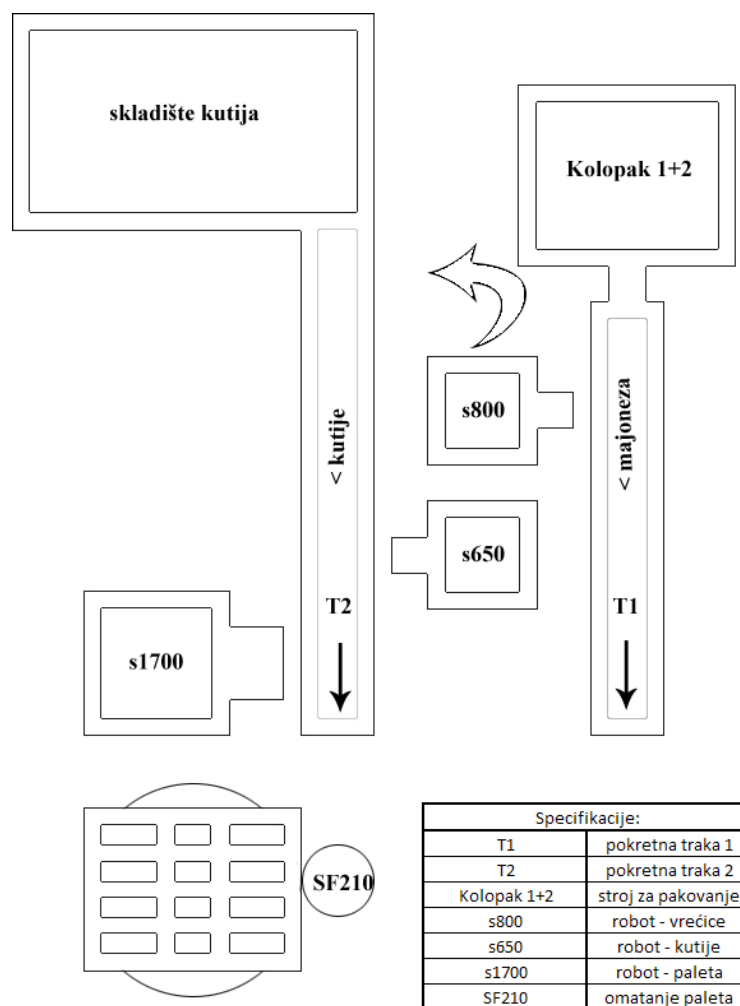 skladište kutija
Kolopak 1+2
s800
< kutije
< majoneza
s650
T2
T1
s1700
SF210
Specifikacije:
T1 pokretna traka 1
T2 pokretna traka 2
Kolopak 1+2 stroj za pakovanje
s800 robot - vrećice
s650 robot - kutije
s1700 robot - paleta
SF210 omatanje paleta